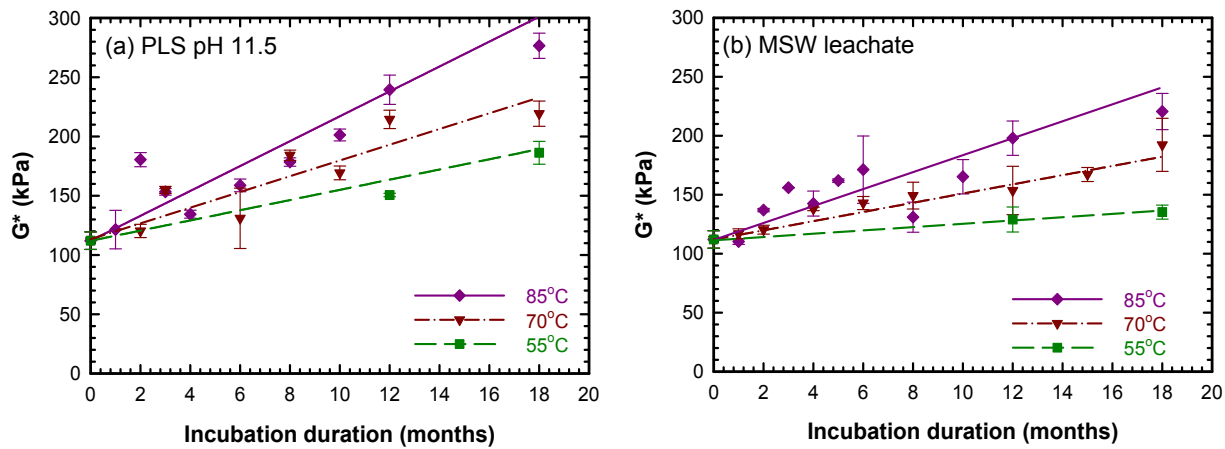 (a) PLS pH 11.5
G* (kPa)
300
250
200
150
100
50
0
85°C
70°C
55°C
0 2 4 6 8 10 12 14 16 18 20
Incubation duration (months)
(b) MSW leachate
G* (kPa)
300
250
200
150
100
50
0
85°C
70°C
55°C
0 2 4 6 8 10 12 14 16 18 20
Incubation duration (months)